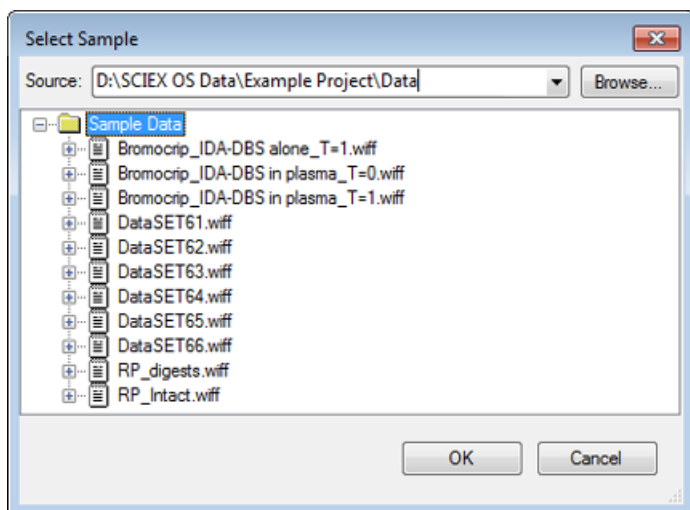 Select Sample
Source: D:\SCIEX OS Data\Example Project\Data Browse...
Sample Data
Bromocrip_IDA-DBS alone_T=1.wiff
Bromocrip_IDA-DBS in plasma_T=0.wiff
Bromocrip_IDA-DBS in plasma_T=1.wiff
DataSET61.wiff
DataSET62.wiff
DataSET63.wiff
DataSET64.wiff
DataSET65.wiff
DataSET66.wiff
RP_digests.wiff
RP_Intact.wiff
OK Cancel